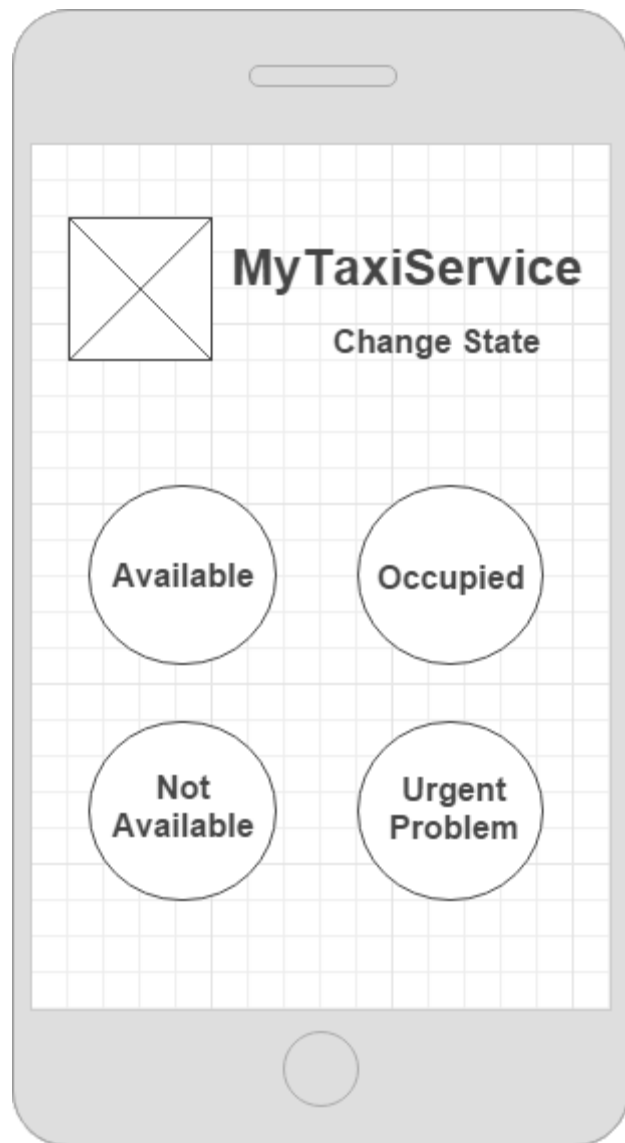 MyTaxiService
Change State
Available
Occupied
Not
Available
Urgent
Problem